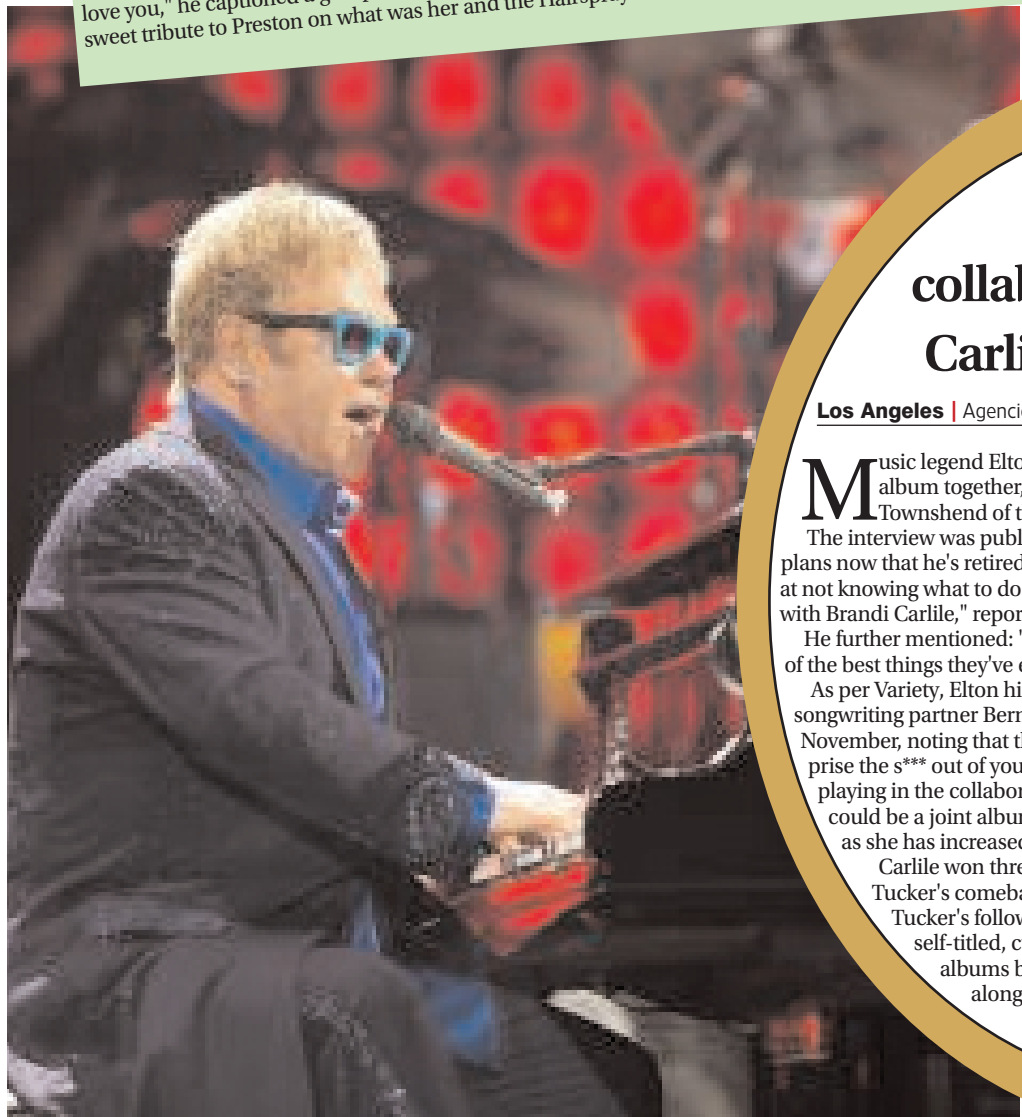 love you," he captioned a
sweet tribute to Preston on what was her and the Hairspray
collab
Carli
Los Angeles | Agencie
Music legend Elto
album together,
Townshend of t
The interview was publ
plans now that he's retired
at not knowing what to do
with Brandi Carlile," repor
He further mentioned: "
of the best things they've e
As per Variety, Elton hi
songwriting partner Bern
November, noting that th
prise the s*** out of you
playing in the collabor
could be a joint albu
as she has increased
Carlile won thre
Tucker's comeba
Tucker's follow
self-titled, c
albums b
along